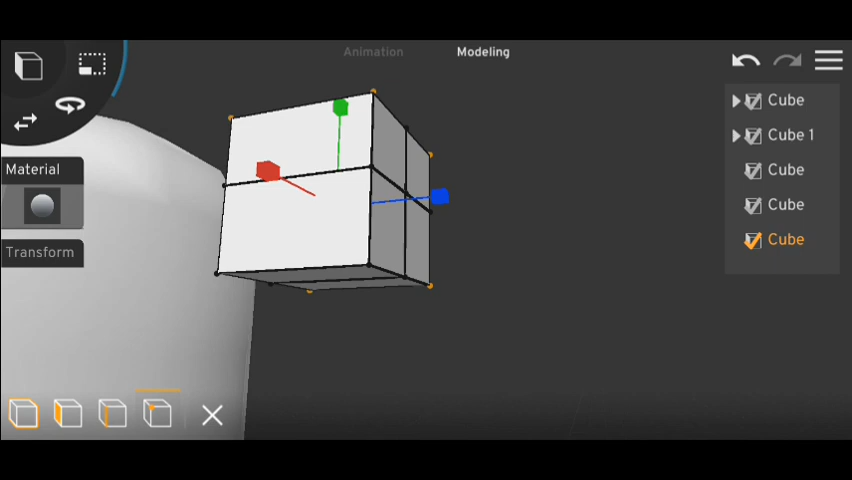 Animation
Modeling
Material
Transform
Cube
Cube 1
Cube
Cube
Cube